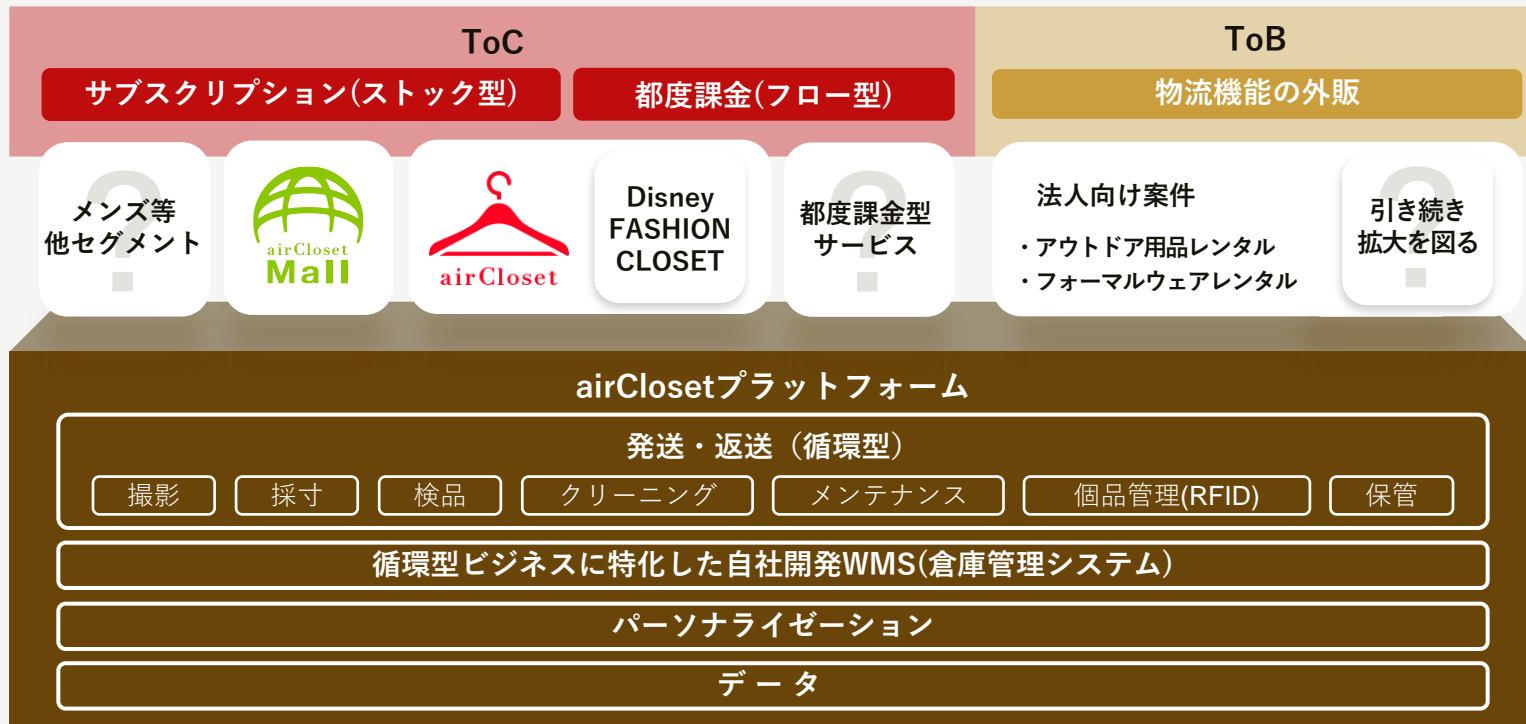 ToC
ToB
サブスクリプション(ストック型)
都度課金(フロー型)
物流機能の外販
?
メンズ等
他セグメント
airCloset
Mall
airCloset
Disney
FASHION
CLOSET
?
都度課金型
サービス
法人向け案件
・アウトドア用品レンタル
・フォーマルウェアレンタル
?
引き続き
拡大を図る
airClosetプラットフォーム
発送・返送（循環型）
撮影
採寸
検品
クリーニング
メンテナンス
個品管理(RFID)
保管
循環型ビジネスに特化した自社開発WMS(倉庫管理システム)
パーソナライゼーション
データ